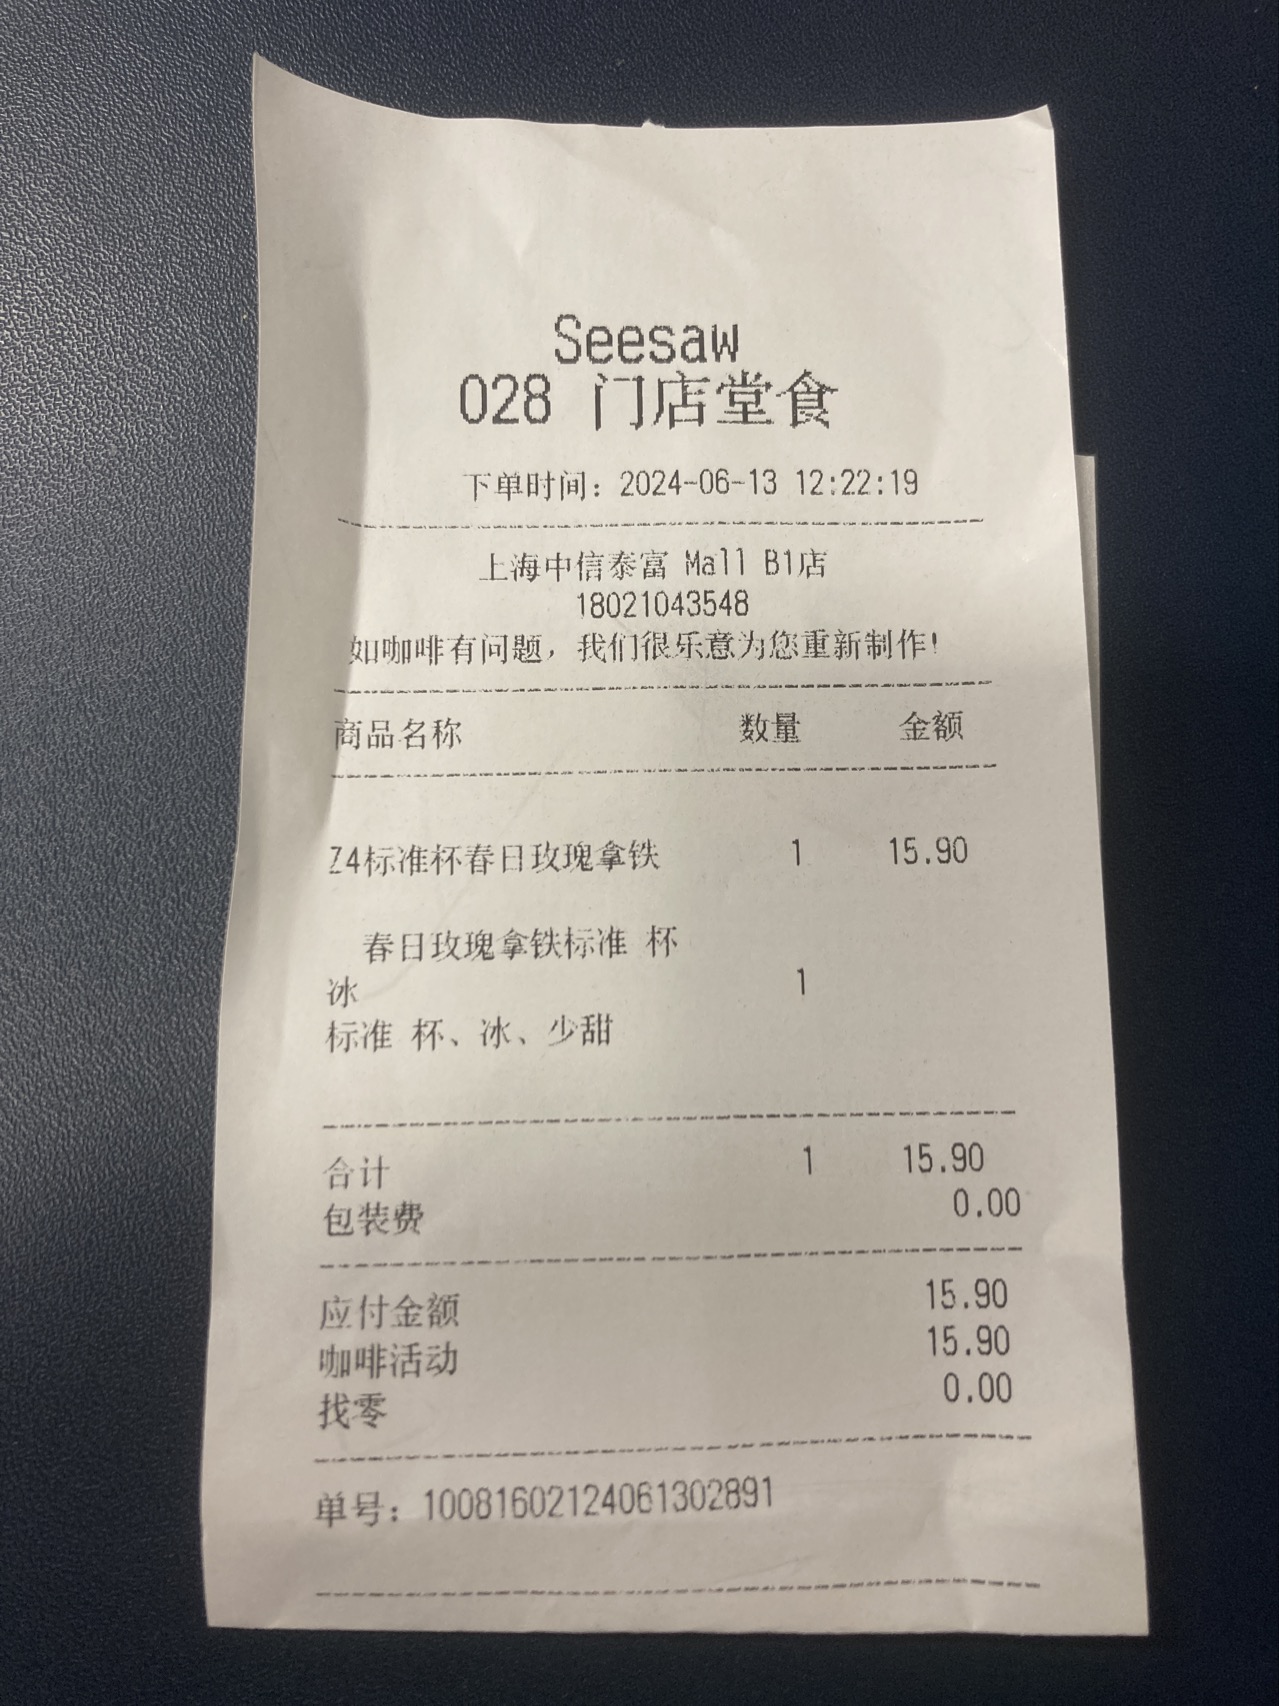 Seesaw
028 门店堂食
下单时间：2024-06-13 12:22:19
上海中信泰富 Mall B1店
18021043548
如咖啡有问题，我们很乐意为您重新制作！
商品名称 数量 金额
Z4标准杯春日玫瑰拿铁 1 15.90
春日玫瑰拿铁标准 杯
冰 1
标准 杯、冰、少甜
合计 1 15.90
包装费 0.00
应付金额 15.90
咖啡活动 15.90
找零 0.00
单号：10081602124061302891